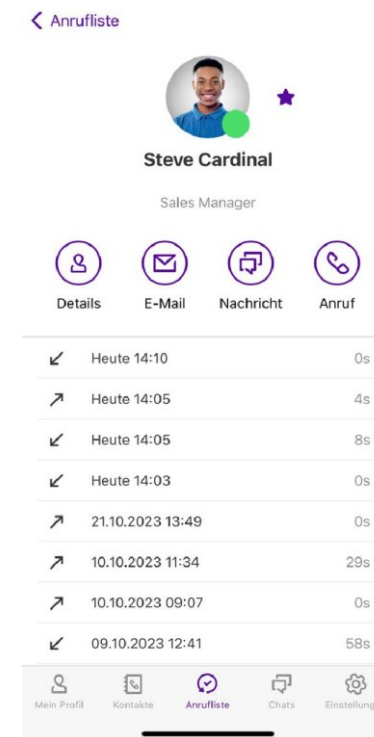 Anrufliste
Steve Cardinal
Sales Manager
Details E-Mail Nachricht Anruf
Heute 14:10 0s
Heute 14:05 4s
Heute 14:05 8s
Heute 14:03 0s
21.10.2023 13:49 0s
10.10.2023 11:34 29s
10.10.2023 09:07 0s
09.10.2023 12:41 58s
Mein Profil Kontakte Anrufliste Chats Einstellung